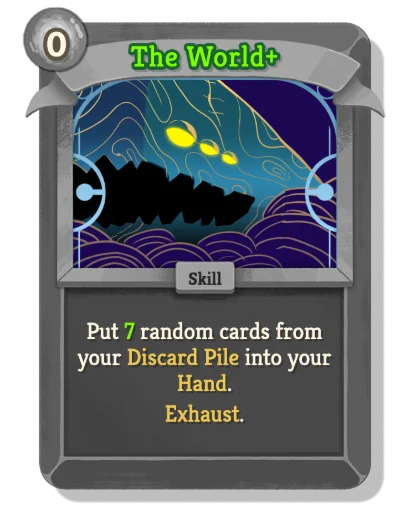 0
The World+
Skill
Put 7 random cards from
your Discard Pile into your
Hand.
Exhaust.